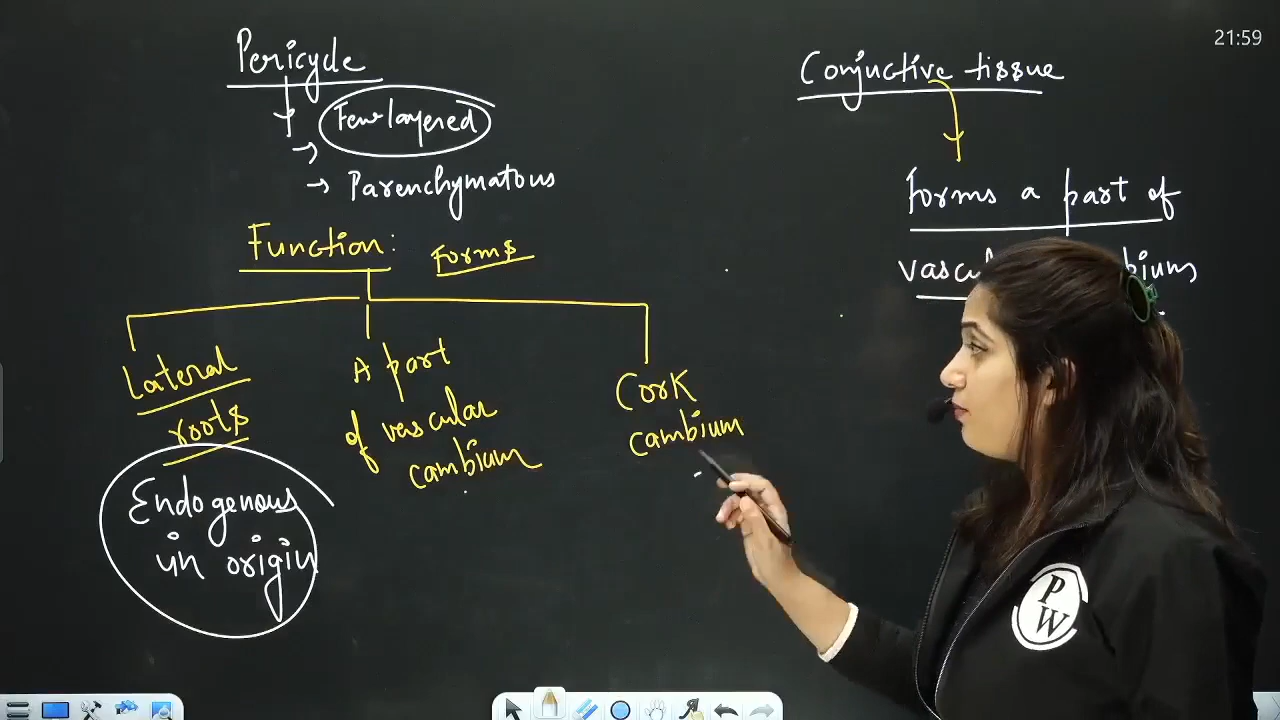 21:59
Pericycle
Few layered
→ Parenchymatous
Function: Forms
Lateral
roots
Endogenous
in origin
A part
of vascular
cambium
Cork
cambium
Conjuctive tissue
Forms a part of
PW